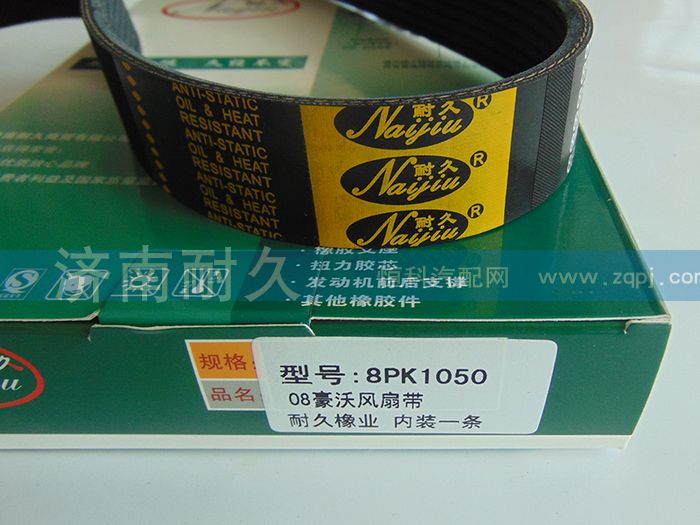 ANTI-STATIC
OIL & HEAT
RESISTANT
ANTI-STATIC
OIL & HEAT
RESISTANT
ANTI-STATIC
OIL & HEAT
RESISTANT
ANTI-STATIC
耐久
Naijiu®
耐久
Naijiu®
耐久
Naijiu®
橡胶支座
·扭力胶芯
·发动机前后支撑
·其他橡胶件
济南耐久
恒科汽配网
www.zqpj.com
规格:
品名:
型号:8PK1050
08豪沃风扇带
耐久橡业 内装一条